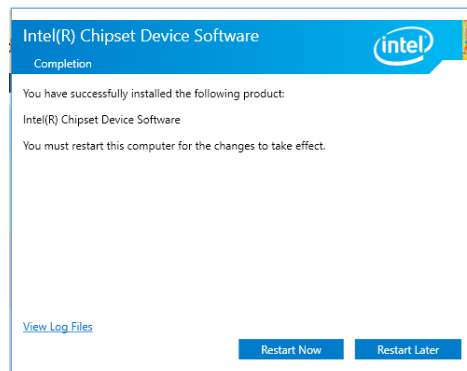 Intel(R) Chipset Device Software
Completion
intel
You have successfully installed the following product:
Intel(R) Chipset Device Software
You must restart this computer for the changes to take effect.
View Log Files
Restart Now
Restart Later